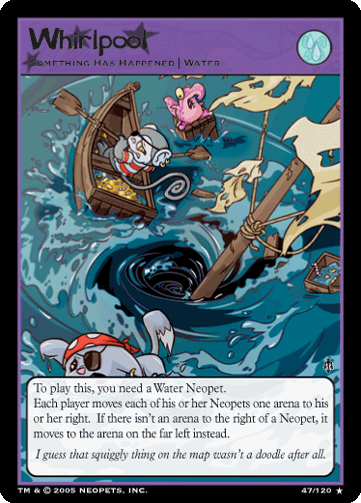 Whirlpool
Something Has Happened | Water
To play this, you need a Water Neopet.
Each player moves each of his or her Neopets one arena to his
or her right. If there isn't an arena to the right of a Neopet, it
moves to the arena on the far left instead.
I guess that squiggly thing on the map wasn't a doodle after all.
TM & © 2005 NEOPETS, INC.
47/120 ★